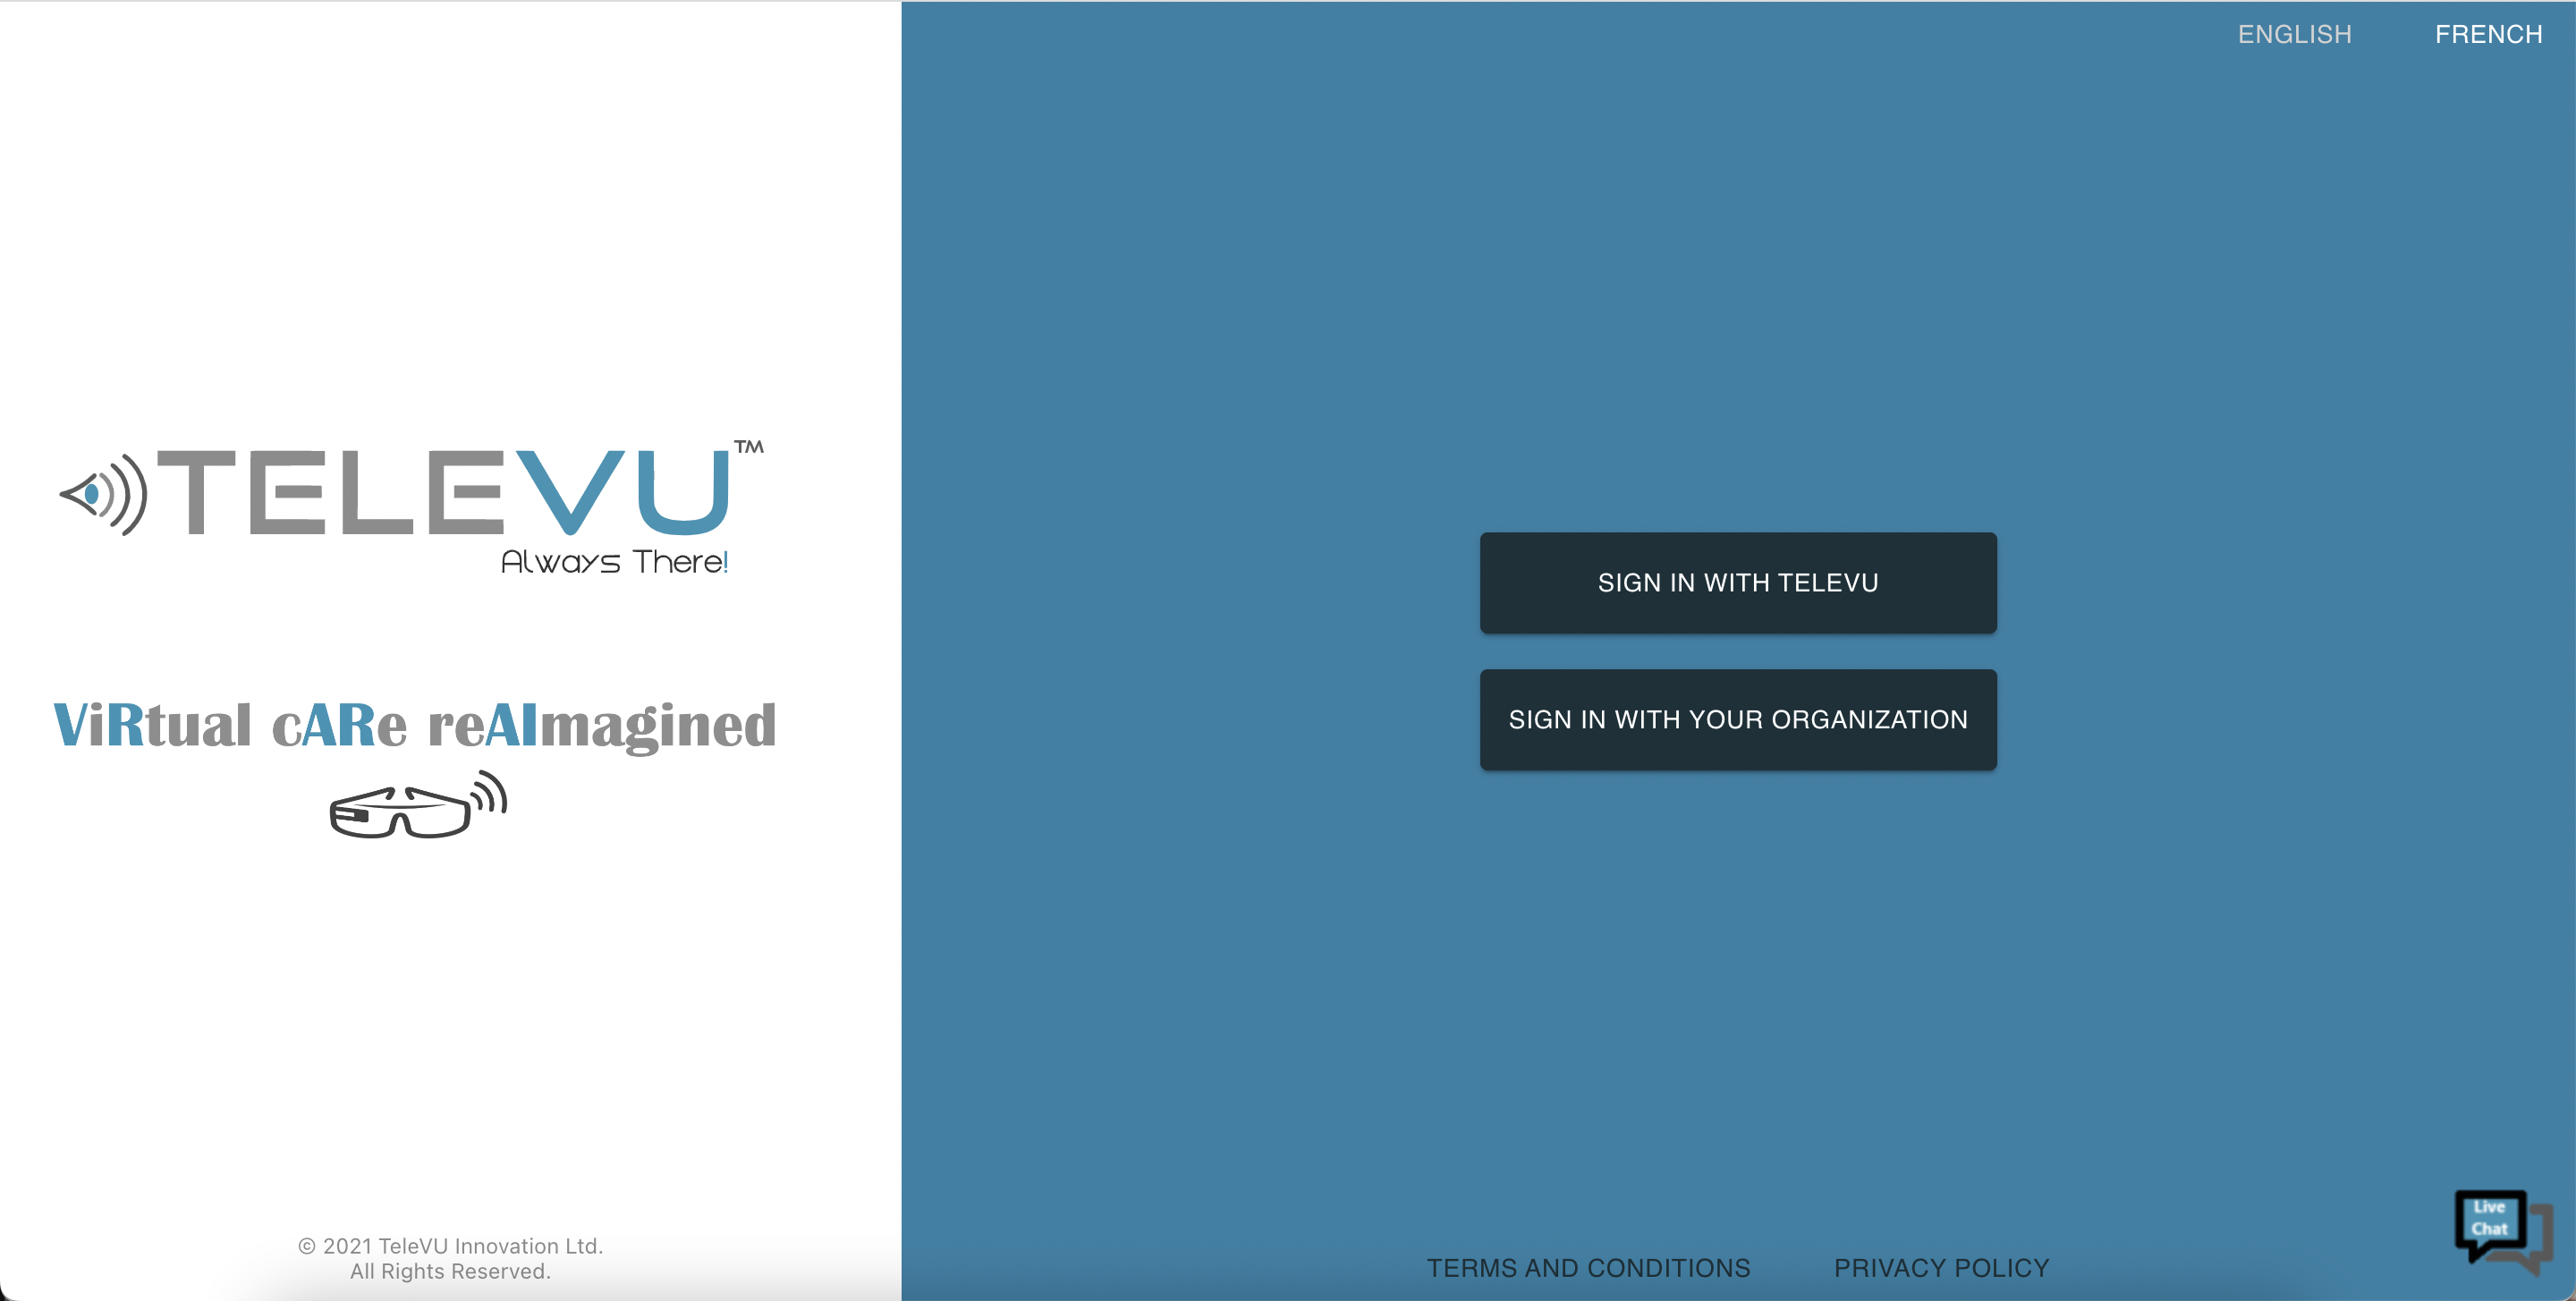 TELEVU™
Always There!
ViRtual cARe reAImagined
© 2021 TeleVU Innovation Ltd.
All Rights Reserved.
ENGLISH FRENCH
SIGN IN WITH TELEVU
SIGN IN WITH YOUR ORGANIZATION
TERMS AND CONDITIONS PRIVACY POLICY
Live
Chat